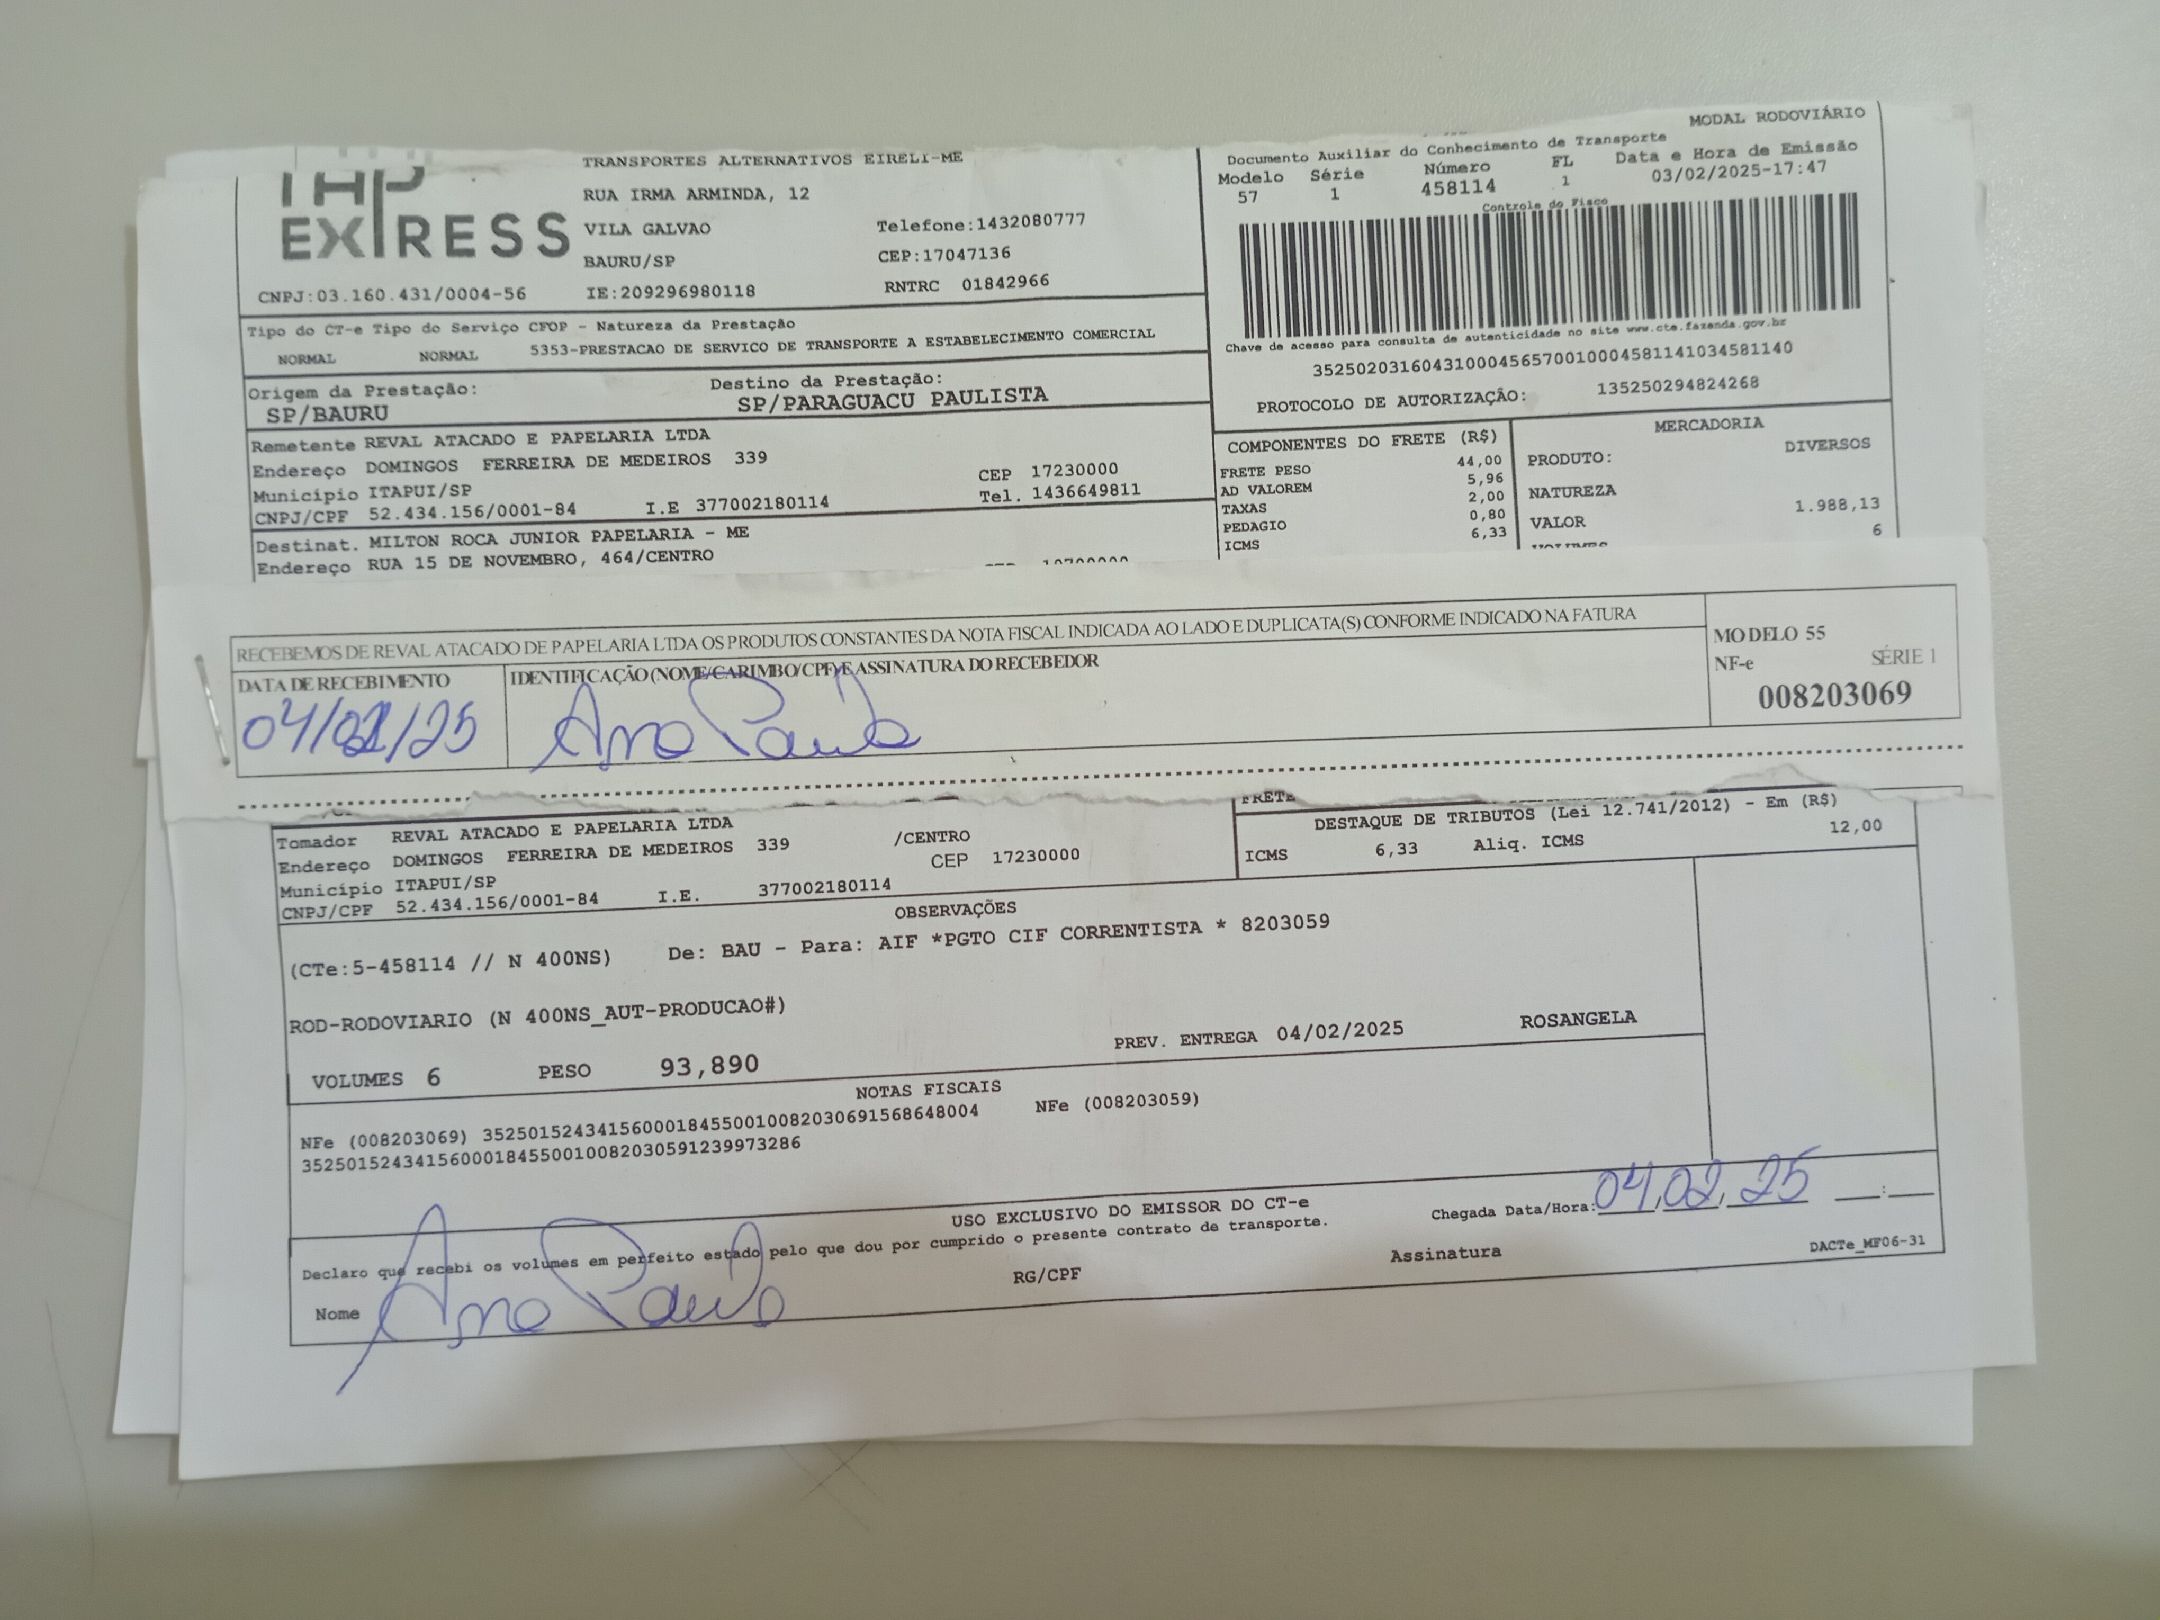 MODAL RODOVIÁRIO
EXPRESS
TRANSPORTES ALTERNATIVOS EIRELI-ME
RUA IRMA ARMINDA, 12
VILA GALVAO Telefone:1432080777
BAURU/SP CEP:17047136
CNPJ:03.160.431/0004-56 IE:209296980118 RNTRC 01842966
Documento Auxiliar do Conhecimento de Transporte
Modelo Série Número FL Data e Hora de Emissão
57 1 458114 1 03/02/2025-17:47
Controle do Fisco
Chave de acesso para consulta de autenticidade no site www.cte.fazenda.gov.br
35250203160431000456570010004581141034581140
PROTOCOLO DE AUTORIZAÇÃO: 135250294824268
Tipo do CT-e Tipo do Serviço CFOP - Natureza da Prestação
NORMAL NORMAL 5353-PRESTACAO DE SERVICO DE TRANSPORTE A ESTABELECIMENTO COMERCIAL
Origem da Prestação: Destino da Prestação:
SP/BAURU SP/PARAGUACU PAULISTA
Remetente REVAL ATACADO E PAPELARIA LTDA
Endereço DOMINGOS FERREIRA DE MEDEIROS 339
Município ITAPUI/SP CEP 17230000
CNPJ/CPF 52.434.156/0001-84 I.E 377002180114 Tel. 1436649811
Destinat. MILTON ROCA JUNIOR PAPELARIA - ME
Endereço RUA 15 DE NOVEMBRO, 464/CENTRO
COMPONENTES DO FRETE (R$)
FRETE PESO 44,00
AD VALOREM 5,96
TAXAS 2,00
PEDAGIO 0,80
ICMS 6,33
MERCADORIA
PRODUTO: DIVERSOS
NATUREZA
VALOR 1.988,13
VOLUMES 6
RECEBEMOS DE REVAL ATACADO DE PAPELARIA LTDA OS PRODUTOS CONSTANTES DA NOTA FISCAL INDICADA AO LADO E DUPLICATA(S) CONFORME INDICADO NA FATURA
DATA DE RECEBIMENTO IDENTIFICAÇÃO (NOME/CARIMBO/CPF) E ASSINATURA DO RECEBEDOR
04/02/25 Ana Paula
MODELO 55
NF-e SÉRIE 1
008203069
FRETE
Tomador REVAL ATACADO E PAPELARIA LTDA
Endereço DOMINGOS FERREIRA DE MEDEIROS 339 /CENTRO
Município ITAPUI/SP CEP 17230000
CNPJ/CPF 52.434.156/0001-84 I.E. 377002180114
DESTAQUE DE TRIBUTOS (Lei 12.741/2012) - Em (R$)
ICMS 6,33 Aliq. ICMS 12,00
OBSERVAÇÕES
(CTe:5-458114 // N 400NS) De: BAU - Para: AIF *PGTO CIF CORRENTISTA * 8203059
ROD-RODOVIARIO (N 400NS_AUT-PRODUCAO#)
VOLUMES 6 PESO 93,890 PREV. ENTREGA 04/02/2025 ROSANGELA
NOTAS FISCAIS
NFe (008203069) 35250152434156000184550010082030691568648004 NFe (008203059)
35250152434156000184550010082030591239973286
USO EXCLUSIVO DO EMISSOR DO CT-e
Declaro que recebi os volumes em perfeito estado pelo que dou por cumprido o presente contrato de transporte.
Chegada Data/Hora: 04,02,25 __:__
Nome Ana Paula RG/CPF Assinatura
DACTe_MF06-31